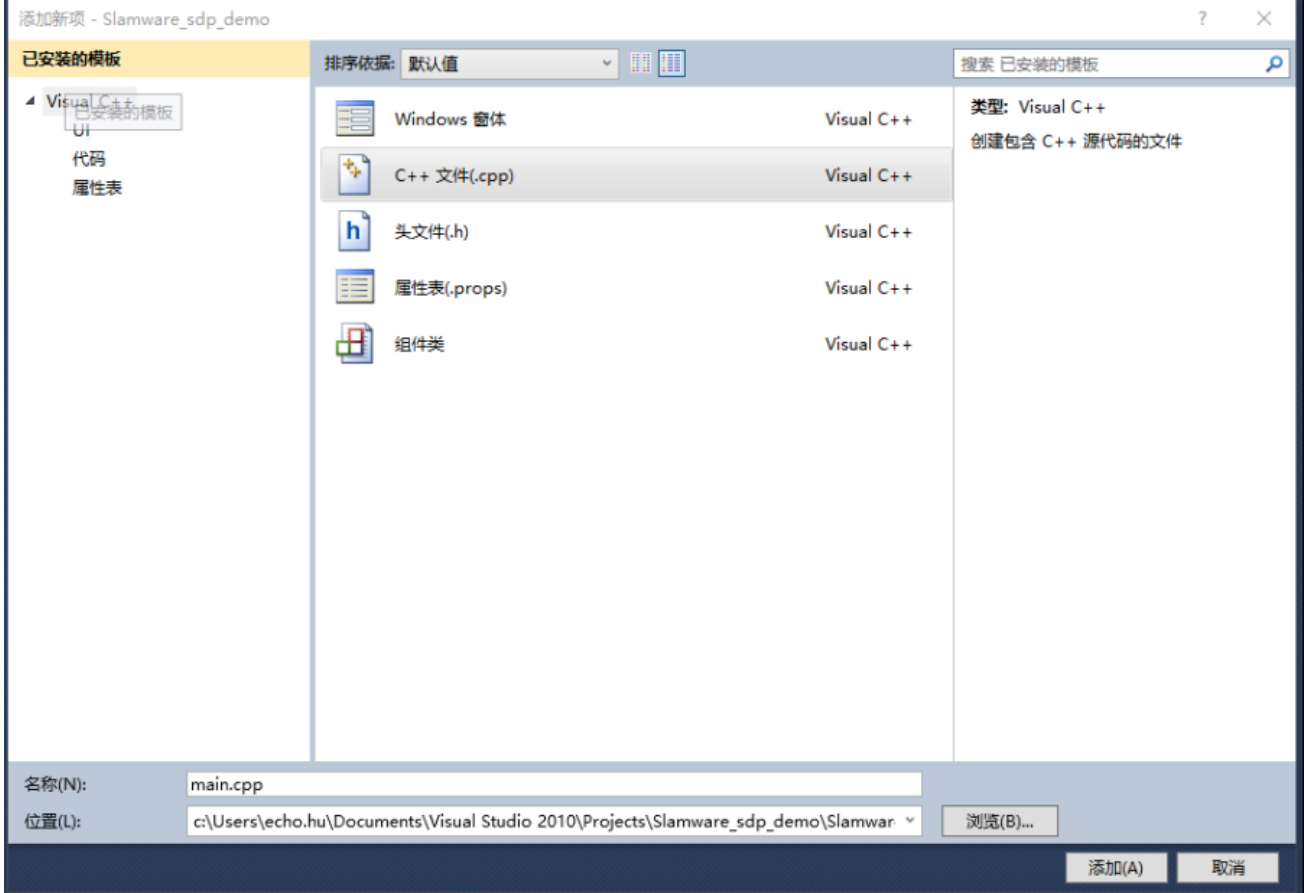 添加新项 - Slamware_sdp_demo
?
已安装的模板
排序依据: 默认值
搜索 已安装的模板
Visual C++
已安装的模板
UI
代码
属性表
Windows 窗体 Visual C++
C++ 文件(.cpp) Visual C++
头文件(.h) Visual C++
属性表(.props) Visual C++
组件类 Visual C++
类型: Visual C++
创建包含 C++ 源代码的文件
名称(N): main.cpp
位置(L): c:\Users\echo.hu\Documents\Visual Studio 2010\Projects\Slamware_sdp_demo\Slamwar 浏览(B)...
添加(A) 取消